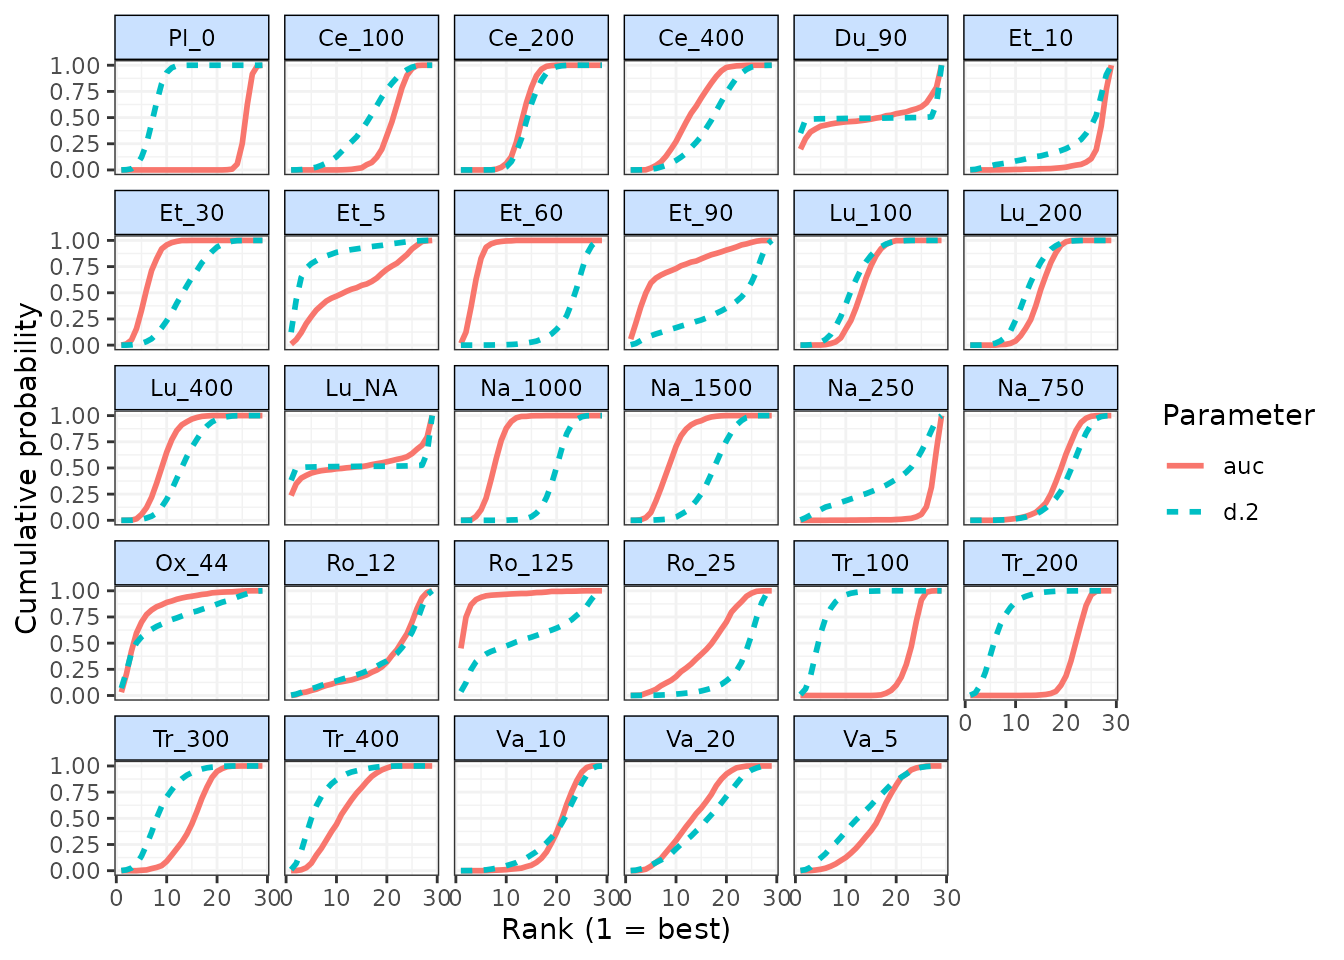 Pl_0 Ce_100 Ce_200 Ce_400 Du_90 Et_10
1.00
0.75
0.50
0.25
0.00
Et_30 Et_5 Et_60 Et_90 Lu_100 Lu_200
1.00
0.75
0.50
0.25
0.00
Lu_400 Lu_NA Na_1000 Na_1500 Na_250 Na_750
1.00
0.75
0.50
0.25
0.00
Ox_44 Ro_12 Ro_125 Ro_25 Tr_100 Tr_200
1.00
0.75
0.50
0.25
0.00
0 10 20 30
Tr_300 Tr_400 Va_10 Va_20 Va_5
1.00
0.75
0.50
0.25
0.00
0 10 20 30 0 10 20 30 0 10 20 30 0 10 20 30 0 10 20 30
Cumulative probability
Rank (1 = best)
Parameter
auc
d.2